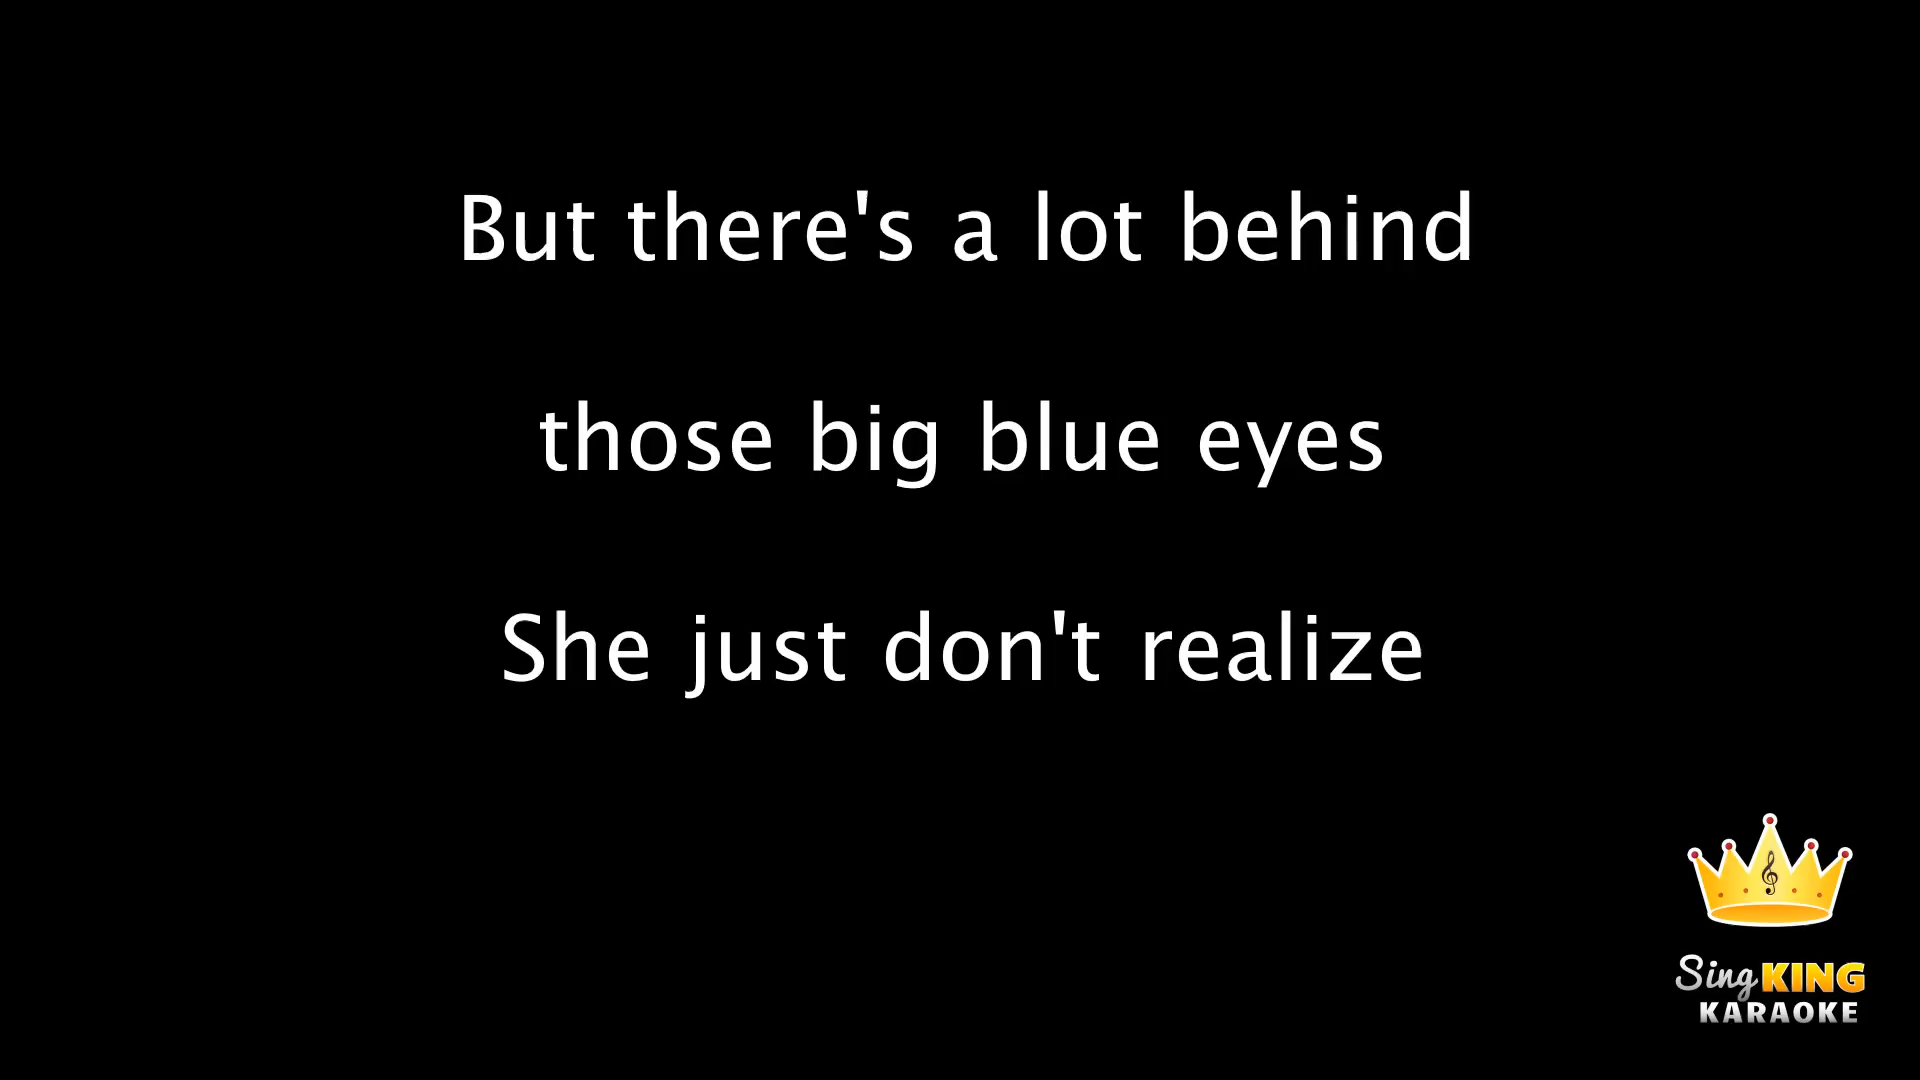 But there's a lot behind
those big blue eyes
She just don't realize
Sing KING
KARAOKE